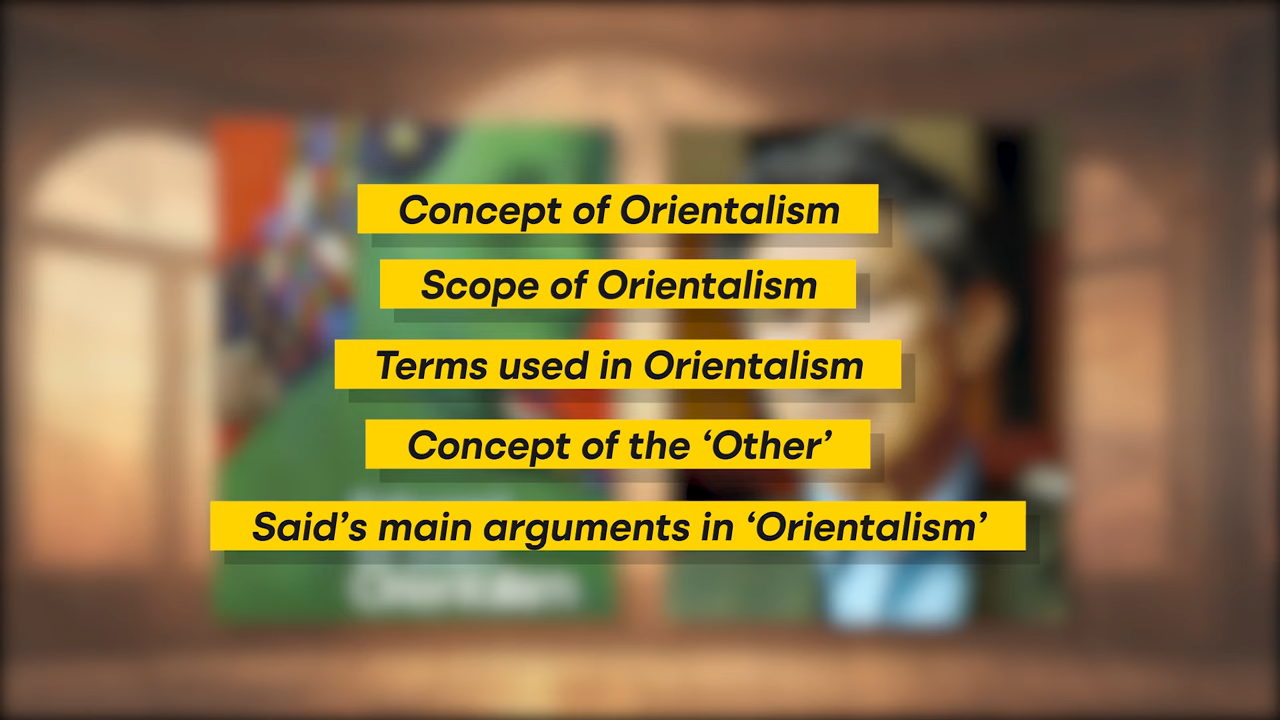 Concept of Orientalism
Scope of Orientalism
Terms used in Orientalism
Concept of the ‘Other’
Said’s main arguments in ‘Orientalism’